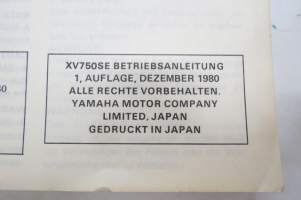 XV750SE BETRIEBSANLEITUNG
1, AUFLAGE, DEZEMBER 1980
ALLE RECHTE VORBEHALTEN.
YAMAHA MOTOR COMPANY
LIMITED, JAPAN
GEDRUCKT IN JAPAN